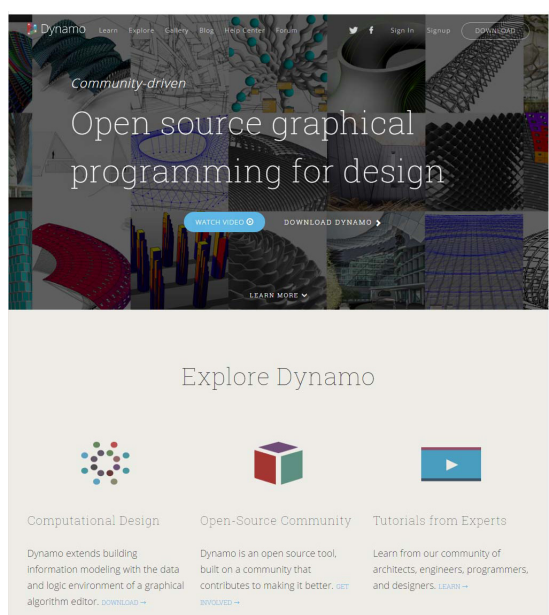 Dynamo Learn Explore Gallery Blog Help Center Forum Sign In Signup DOWNLOAD
Community-driven
Open source graphical
programming for design
WATCH VIDEO DOWNLOAD DYNAMO
LEARN MORE
Explore Dynamo
Computational Design
Dynamo extends building
information modeling with the data
and logic environment of a graphical
algorithm editor. DOWNLOAD →
Open-Source Community
Dynamo is an open source tool,
built on a community that
contributes to making it better. GET
INVOLVED →
Tutorials from Experts
Learn from our community of
architects, engineers, programmers,
and designers. LEARN →